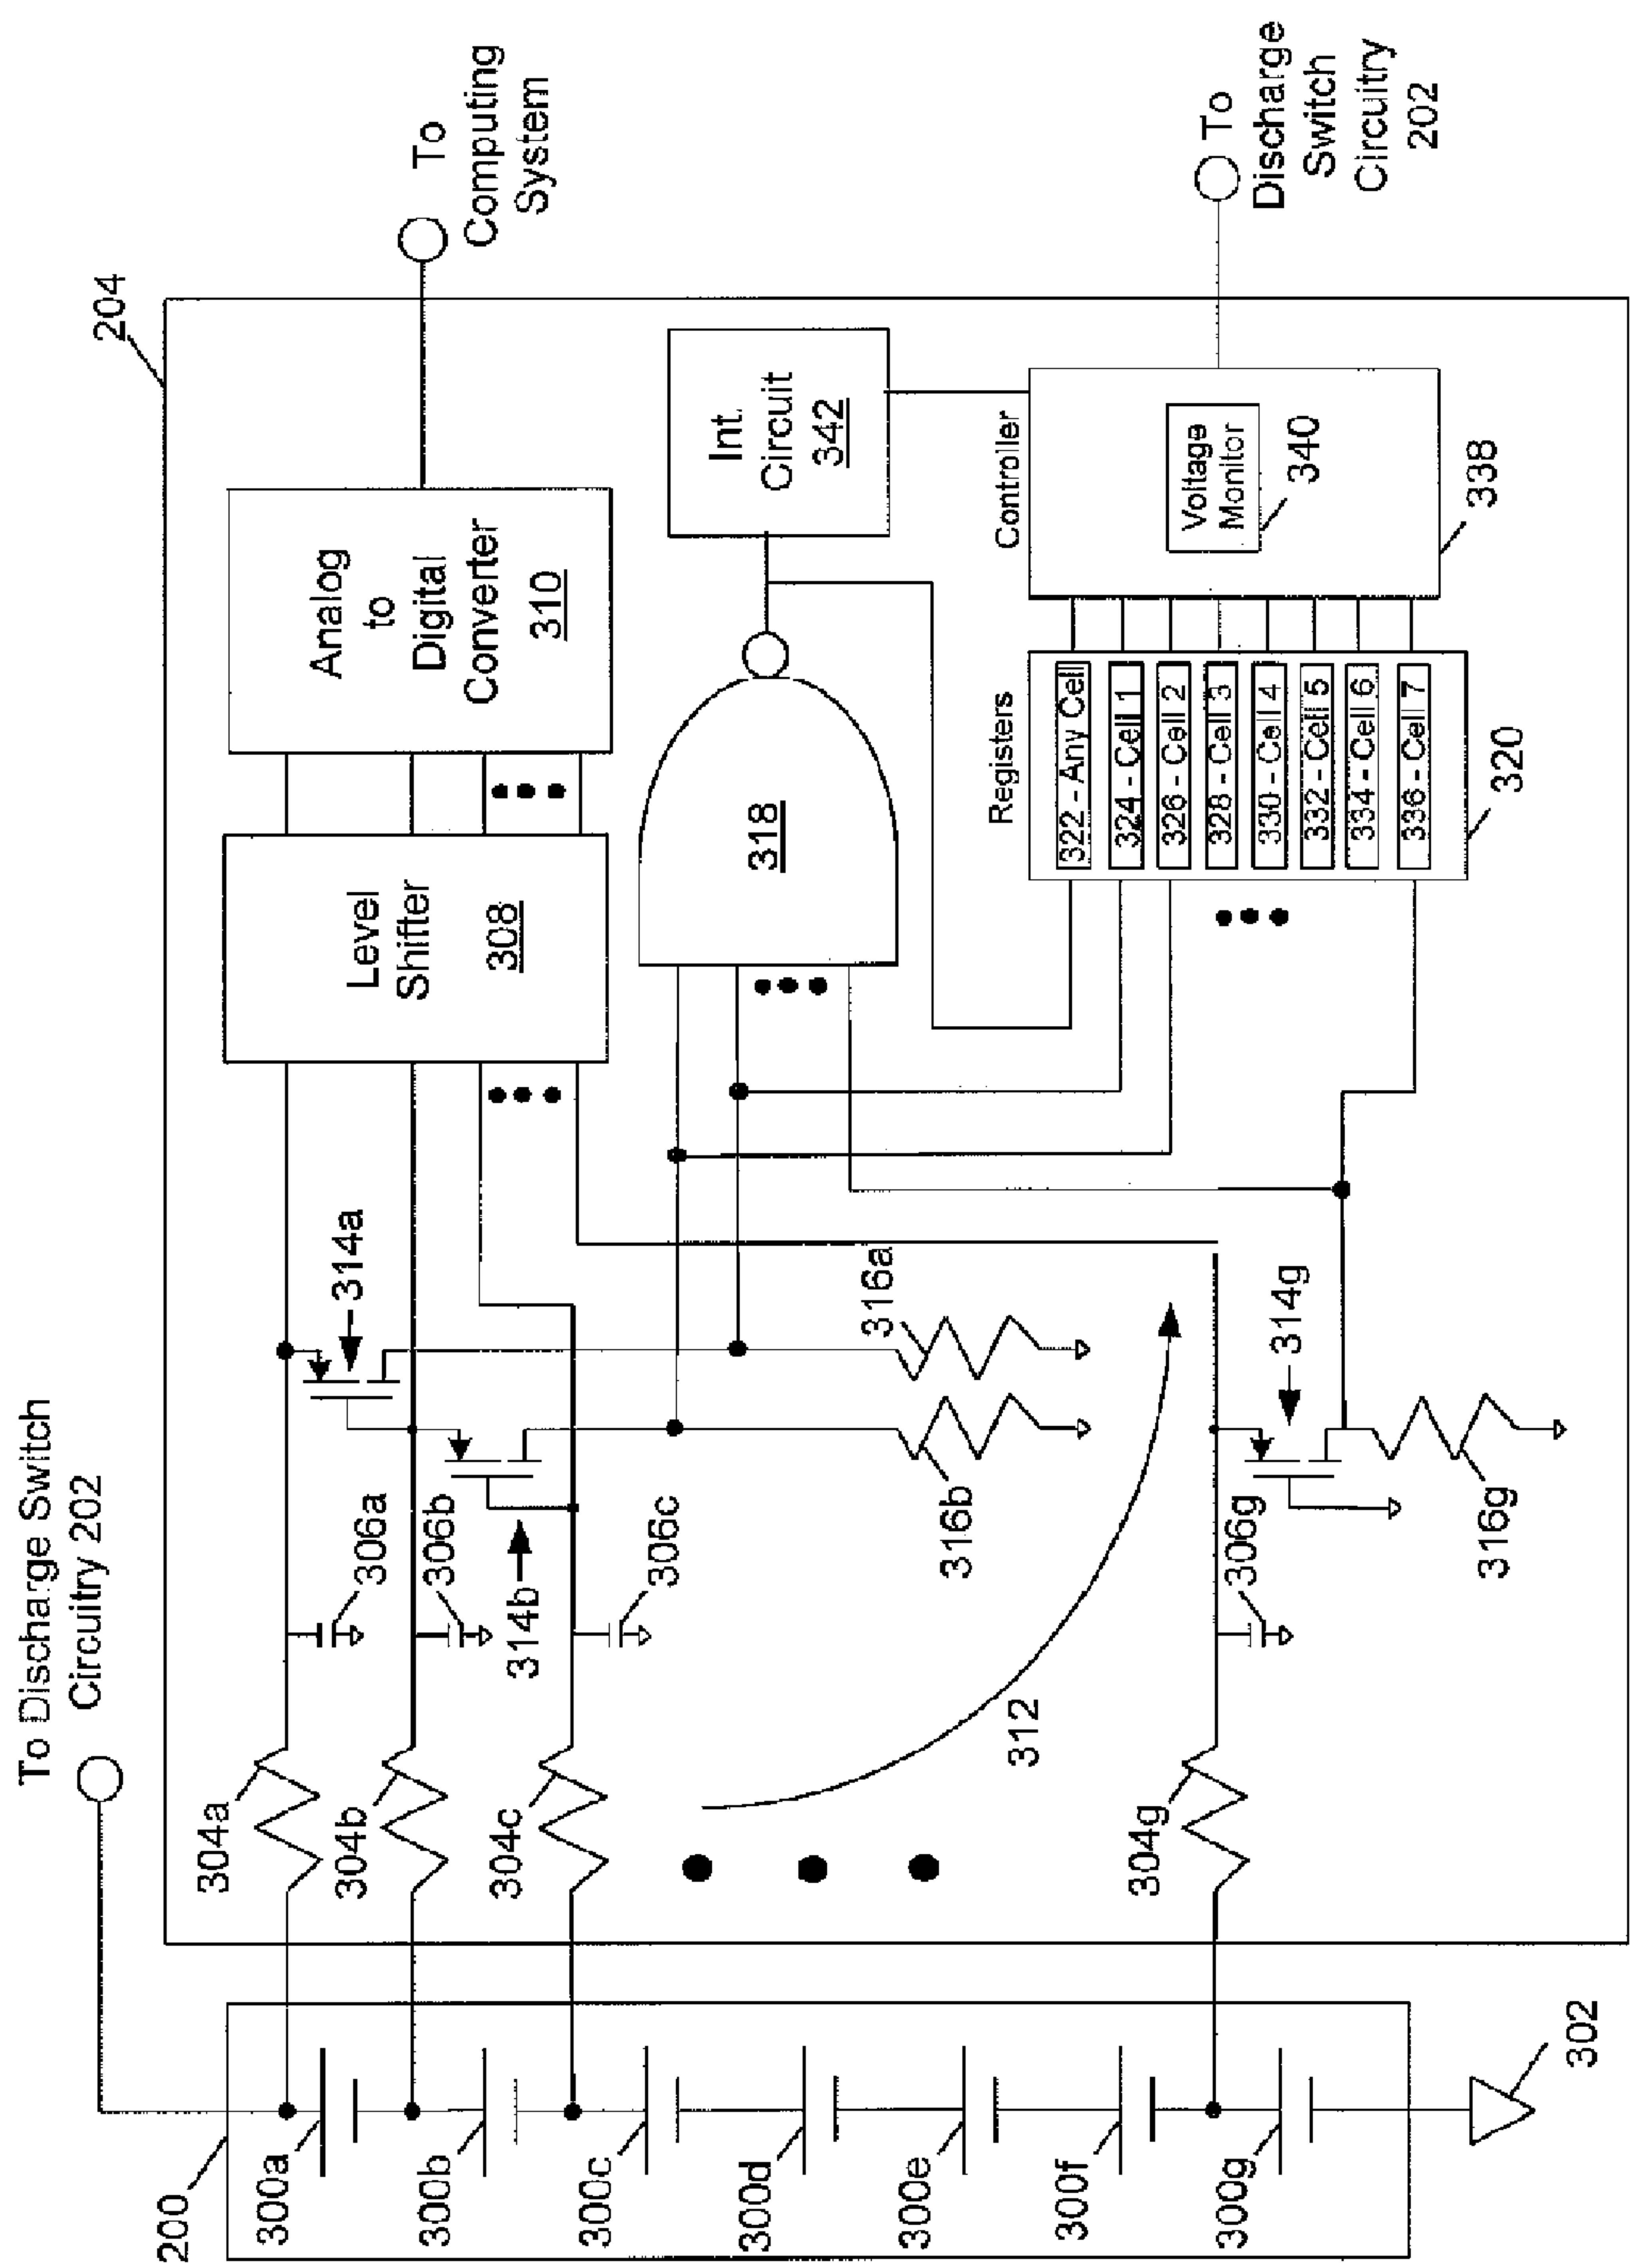 To Discharge Switch
Circuitry 202
200
300a
300b
300c
300d
300e
300f
300g
302
204
304a
304b
304c
304g
306a
306b
306c
306g
312
314a
314b
314g
316a
316b
316g
Level
Shifter
308
Analog
to
Digital
Converter
310
To
Computing
System
318
Int.
Circuit
342
Registers
322 - Any Cell
324 - Cell 1
326 - Cell 2
328 - Cell 3
330 - Cell 4
332 - Cell 5
334 - Cell 6
336 - Cell 7
320
Controller
Voltage
Monitor
340
338
To
Discharge
Switch
Circuitry
202